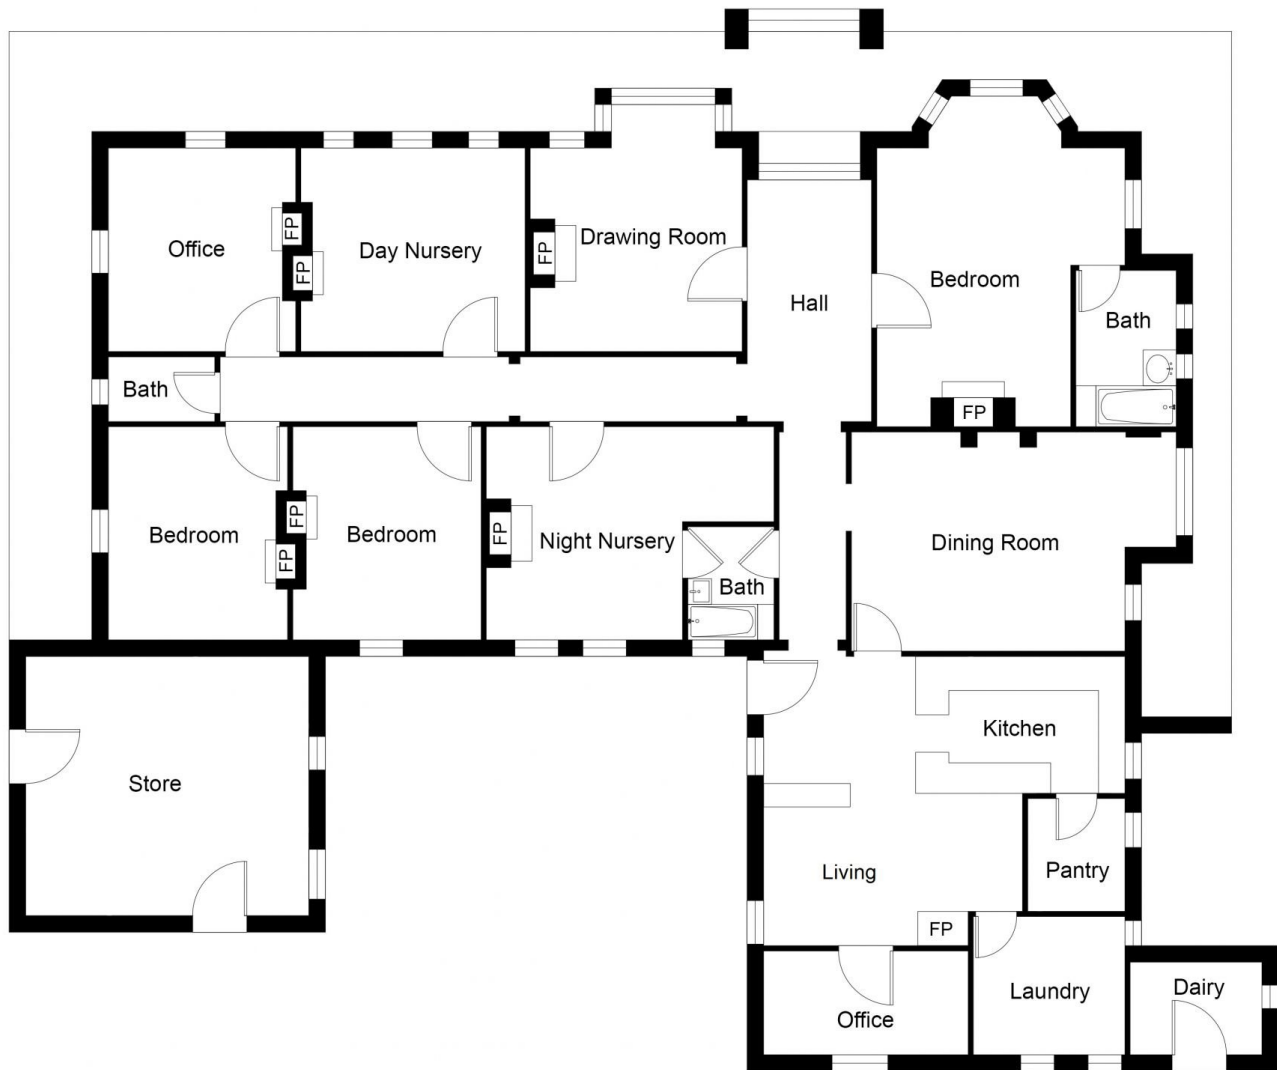 Office
FP
FP
Day Nursery
FP
Drawing Room
Hall
Bedroom
Bath
FP
Bath
Bedroom
FP
FP
Bedroom
FP
Night Nursery
Bath
Dining Room
Store
Kitchen
Living
Pantry
FP
Office
Laundry
Dairy